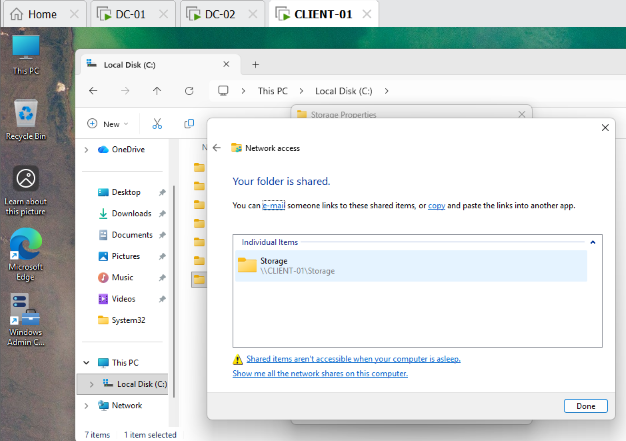 Home
DC-01
DC-02
CLIENT-01
This PC
Recycle Bin
Learn about
this picture
Microsoft
Edge
Windows
Admin C...
Local Disk (C:)
This PC
Local Disk (C:)
New
OneDrive
Desktop
Downloads
Documents
Pictures
Music
Videos
System32
This PC
Local Disk (C:)
Network
7 items
1 item selected
Storage Properties
Network access
Your folder is shared.
You can e-mail someone links to these shared items, or copy and paste the links into another app.
Individual Items
Storage
\\CLIENT-01\Storage
Shared items aren't accessible when your computer is asleep.
Show me all the network shares on this computer.
Done